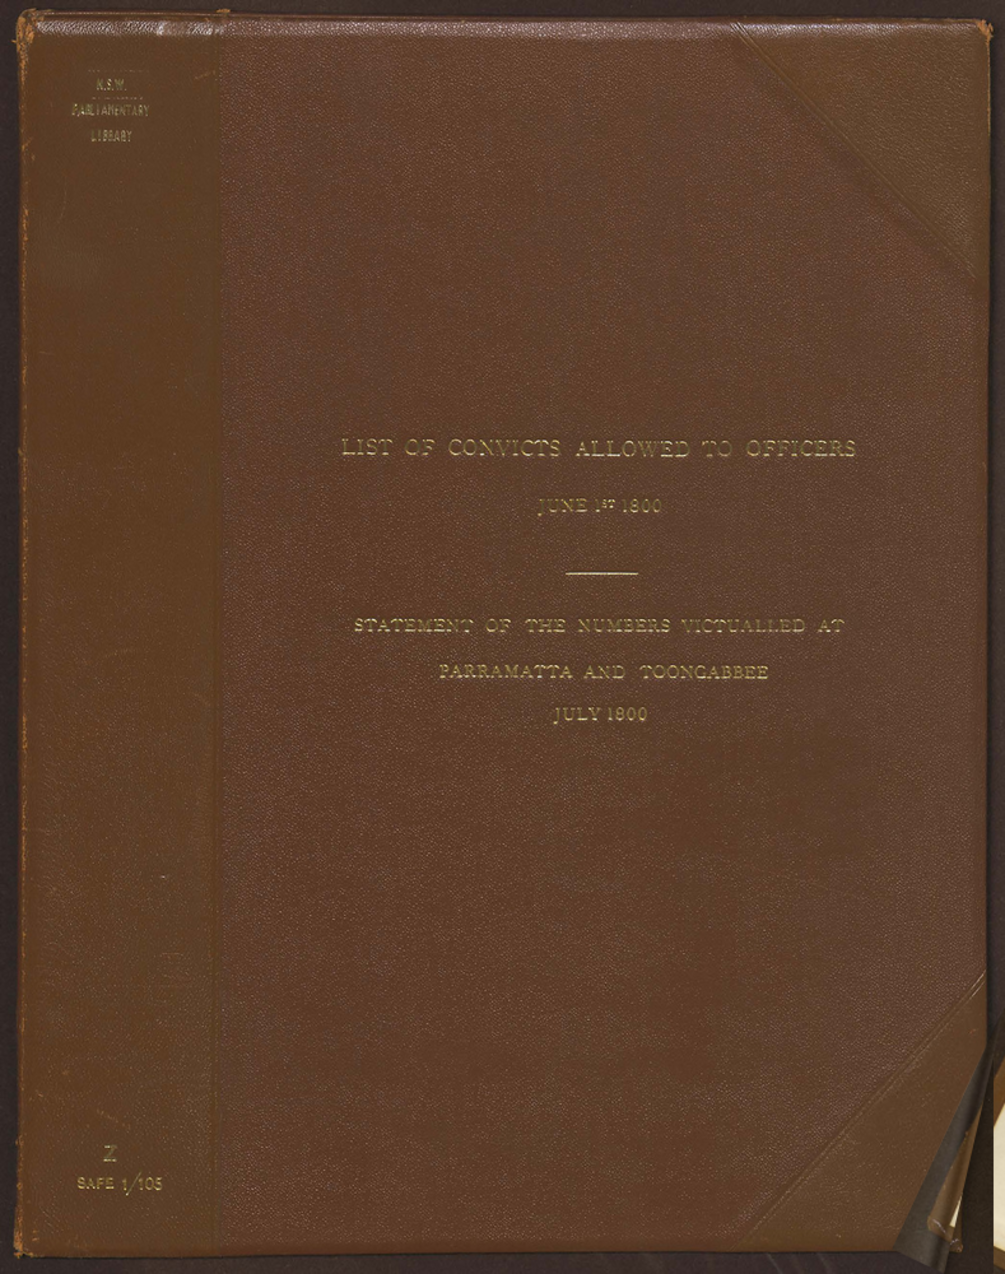 N.S.W.
PARLIAMENTARY
LIBRARY
LIST OF CONVICTS ALLOWED TO OFFICERS
JUNE 1ST 1800
STATEMENT OF THE NUMBERS VICTUALLED AT
PARRAMATTA AND TOONGABBEE
JULY 1800
Z
SAFE 1/105